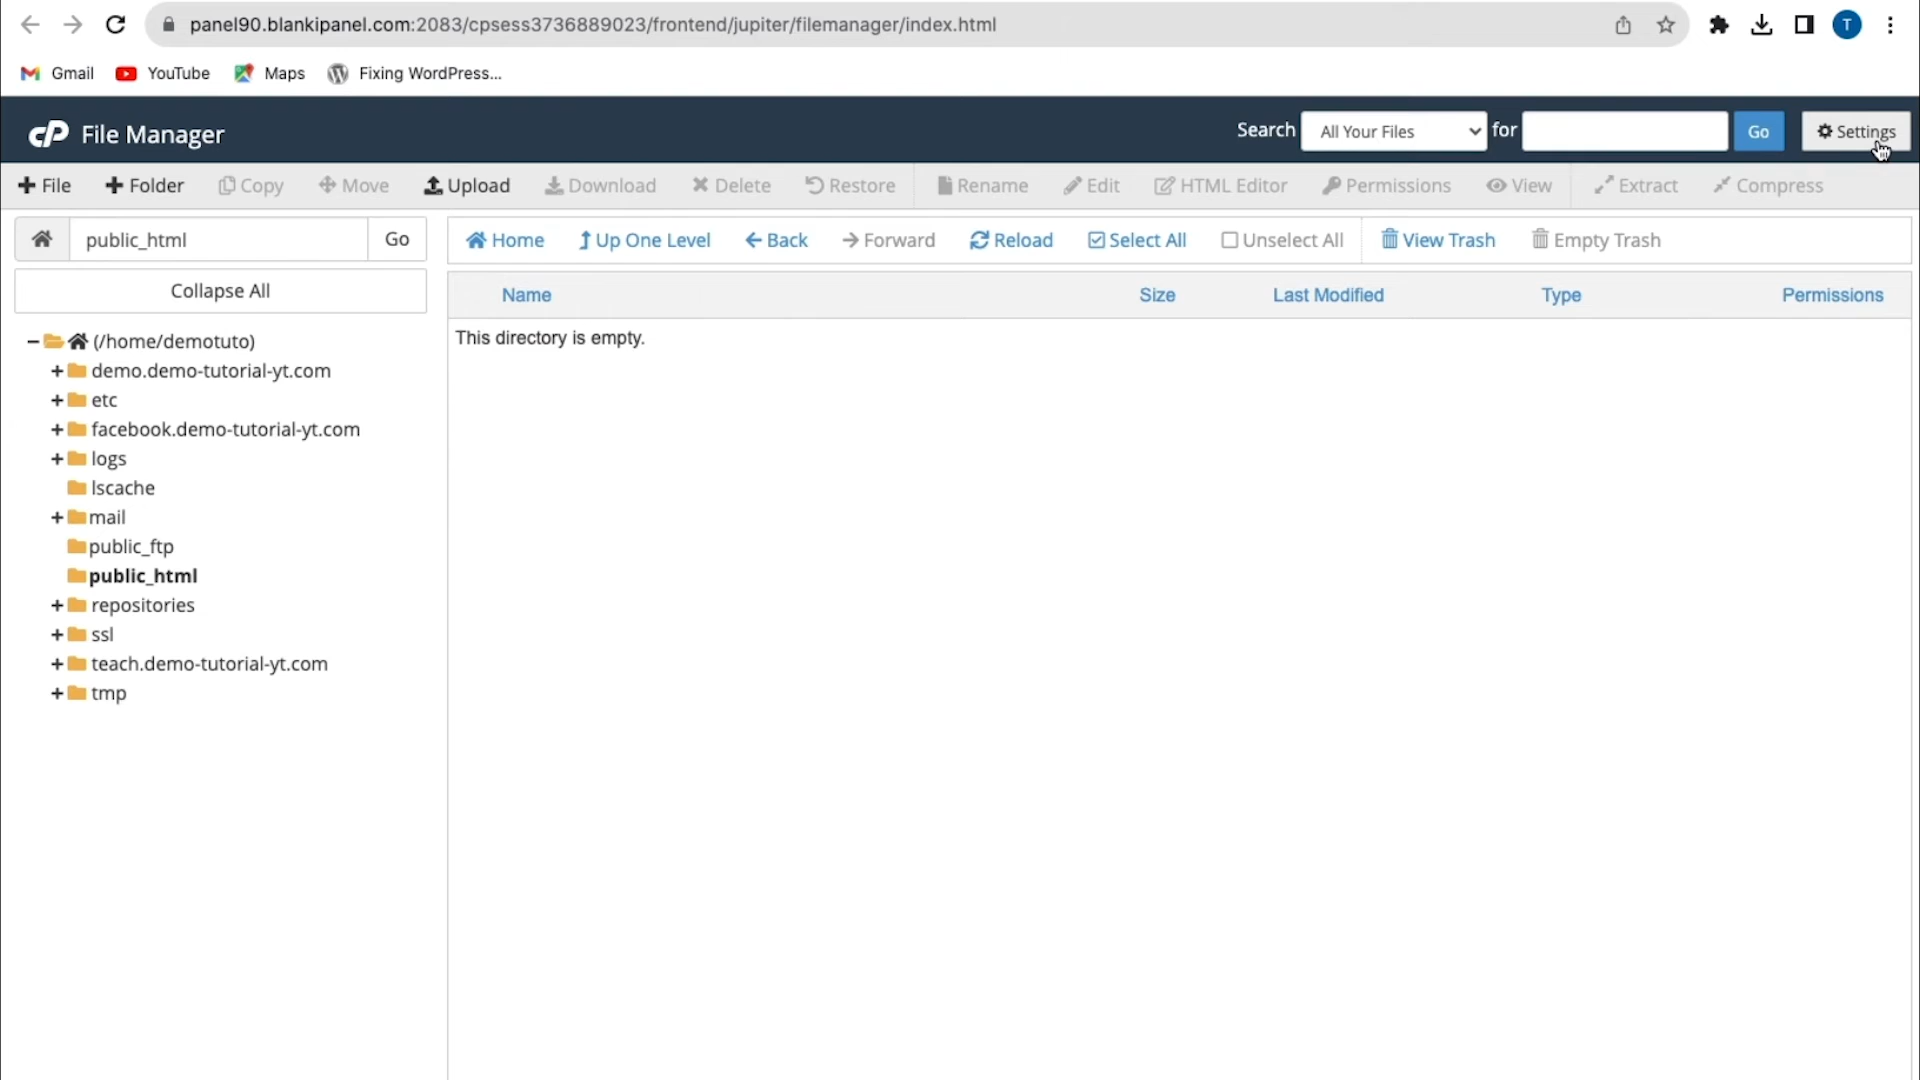 panel90.blankipanel.com:2083/cpsess3736889023/frontend/jupiter/filemanager/index.html
T
Gmail YouTube Maps Fixing WordPress...
cP File Manager Search All Your Files for Go Settings
File Folder Copy Move Upload Download Delete Restore Rename Edit HTML Editor Permissions View Extract Compress
public_html Go Home Up One Level Back Forward Reload Select All Unselect All View Trash Empty Trash
Collapse All
Name Size Last Modified Type Permissions
This directory is empty.
(/home/demotuto)
demo.demo-tutorial-yt.com
etc
facebook.demo-tutorial-yt.com
logs
lscache
mail
public_ftp
public_html
repositories
ssl
teach.demo-tutorial-yt.com
tmp